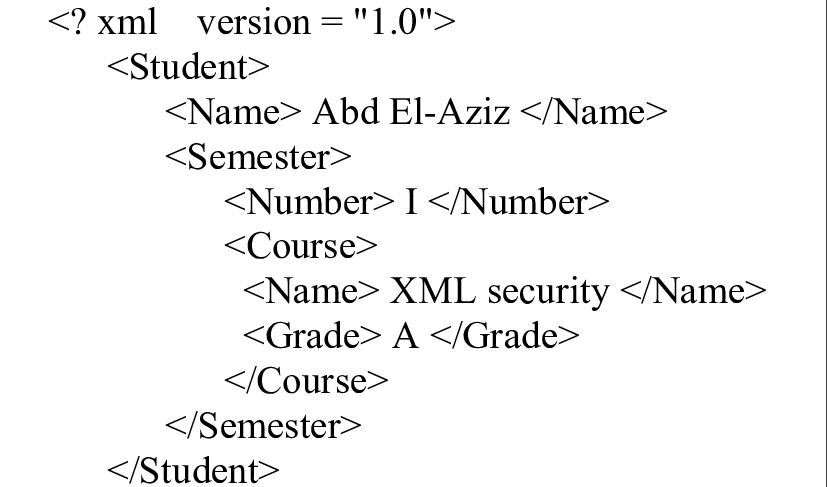 <? xml version = "1.0">
<Student>
<Name> Abd El-Aziz </Name>
<Semester>
<Number> I </Number>
<Course>
<Name> XML security </Name>
<Grade> A </Grade>
</Course>
</Semester>
</Student>